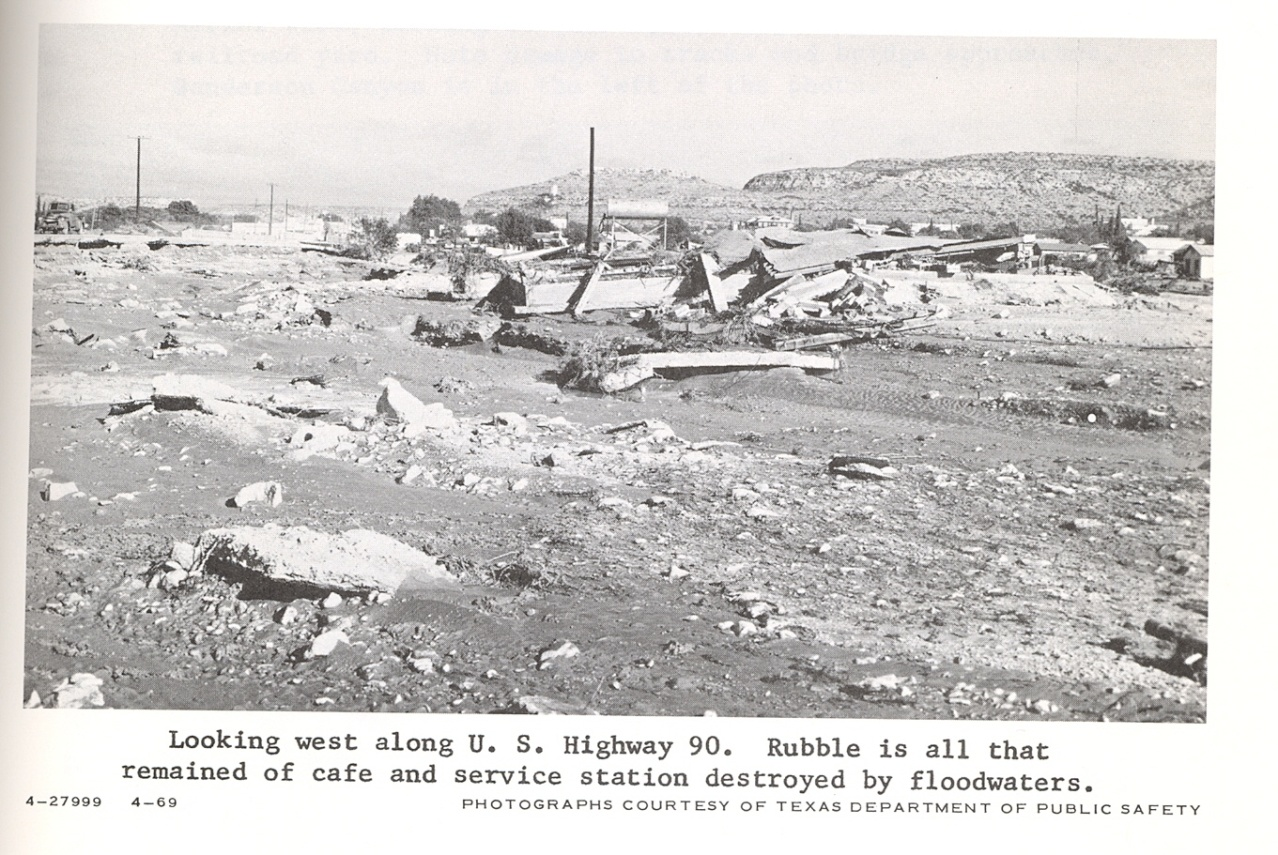 Looking west along U. S. Highway 90. Rubble is all that
remained of cafe and service station destroyed by floodwaters.
4-27999 4-69 PHOTOGRAPHS COURTESY OF TEXAS DEPARTMENT OF PUBLIC SAFETY